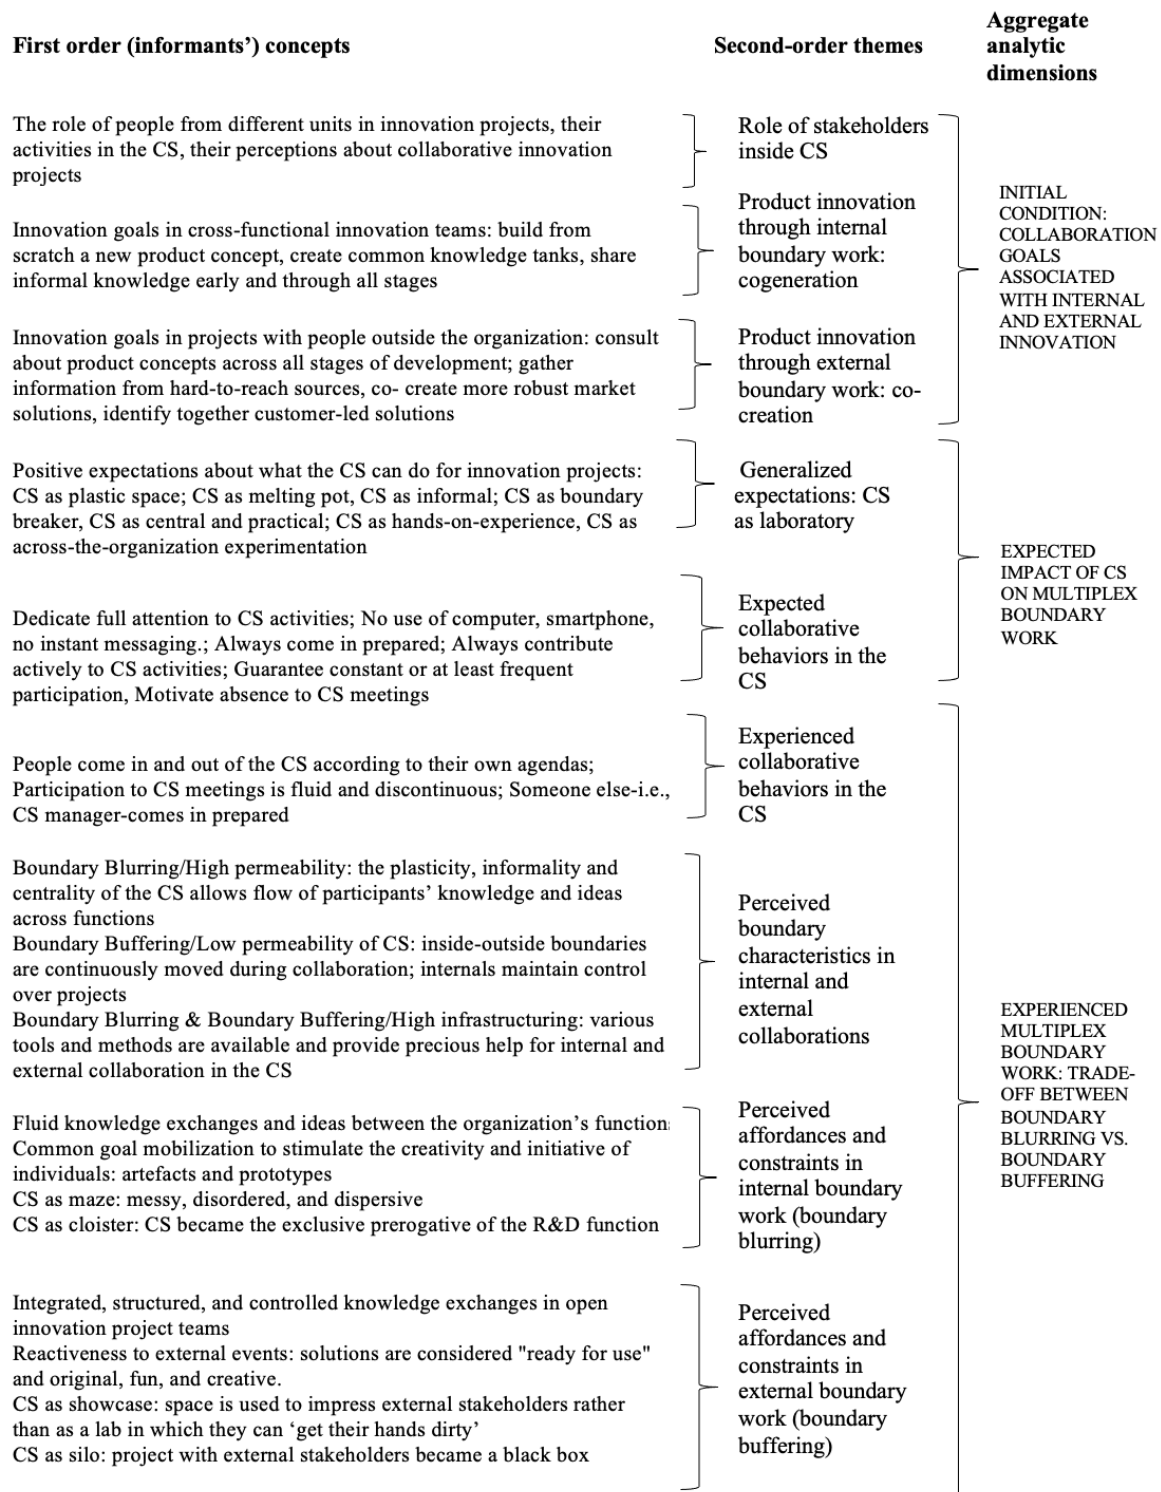 First order (informants’) concepts
Second-order themes
Aggregate
analytic
dimensions
The role of people from different units in innovation projects, their
activities in the CS, their perceptions about collaborative innovation
projects
Role of stakeholders
inside CS
Innovation goals in cross-functional innovation teams: build from
scratch a new product concept, create common knowledge tanks, share
informal knowledge early and through all stages
Product innovation
through internal
boundary work:
cogeneration
Innovation goals in projects with people outside the organization: consult
about product concepts across all stages of development; gather
information from hard-to-reach sources, co- create more robust market
solutions, identify together customer-led solutions
Product innovation
through external
boundary work: co-
creation
INITIAL
CONDITION:
COLLABORATION
GOALS
ASSOCIATED
WITH INTERNAL
AND EXTERNAL
INNOVATION
Positive expectations about what the CS can do for innovation projects:
CS as plastic space; CS as melting pot, CS as informal; CS as boundary
breaker, CS as central and practical; CS as hands-on-experience, CS as
across-the-organization experimentation
Generalized
expectations: CS
as laboratory
Dedicate full attention to CS activities; No use of computer, smartphone,
no instant messaging.; Always come in prepared; Always contribute
actively to CS activities; Guarantee constant or at least frequent
participation, Motivate absence to CS meetings
Expected
collaborative
behaviors in the
CS
EXPECTED
IMPACT OF CS
ON MULTIPLEX
BOUNDARY
WORK
People come in and out of the CS according to their own agendas;
Participation to CS meetings is fluid and discontinuous; Someone else-i.e.,
CS manager-comes in prepared
Experienced
collaborative
behaviors in the
CS
Boundary Blurring/High permeability: the plasticity, informality and
centrality of the CS allows flow of participants’ knowledge and ideas
across functions
Boundary Buffering/Low permeability of CS: inside-outside boundaries
are continuously moved during collaboration; internals maintain control
over projects
Boundary Blurring & Boundary Buffering/High infrastructuring: various
tools and methods are available and provide precious help for internal and
external collaboration in the CS
Perceived
boundary
characteristics in
internal and
external
collaborations
Fluid knowledge exchanges and ideas between the organization’s function
Common goal mobilization to stimulate the creativity and initiative of
individuals: artefacts and prototypes
CS as maze: messy, disordered, and dispersive
CS as cloister: CS became the exclusive prerogative of the R&D function
Perceived
affordances and
constraints in
internal boundary
work (boundary
blurring)
Integrated, structured, and controlled knowledge exchanges in open
innovation project teams
Reactiveness to external events: solutions are considered "ready for use"
and original, fun, and creative.
CS as showcase: space is used to impress external stakeholders rather
than as a lab in which they can ‘get their hands dirty’
CS as silo: project with external stakeholders became a black box
Perceived
affordances and
constraints in
external boundary
work (boundary
buffering)
EXPERIENCED
MULTIPLEX
BOUNDARY
WORK: TRADE-
OFF BETWEEN
BOUNDARY
BLURRING VS.
BOUNDARY
BUFFERING